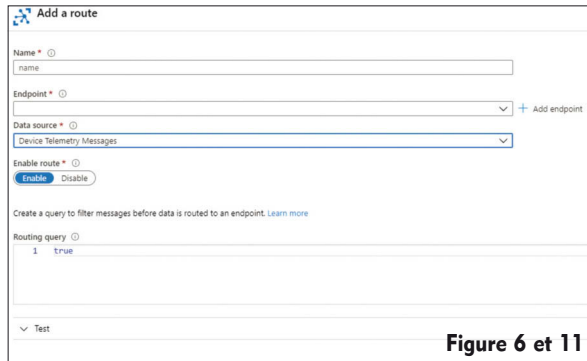 Add a route
Name *
name
Endpoint *
+ Add endpoint
Data source *
Device Telemetry Messages
Enable route *
Enable Disable
Create a query to filter messages before data is routed to an endpoint. Learn more
Routing query
1 true
Test
Figure 6 et 11